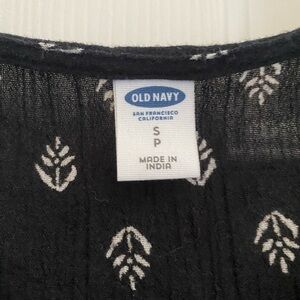 OLD NAVY
SAN FRANCISCO
CALIFORNIA
S
P
MADE IN
INDIA